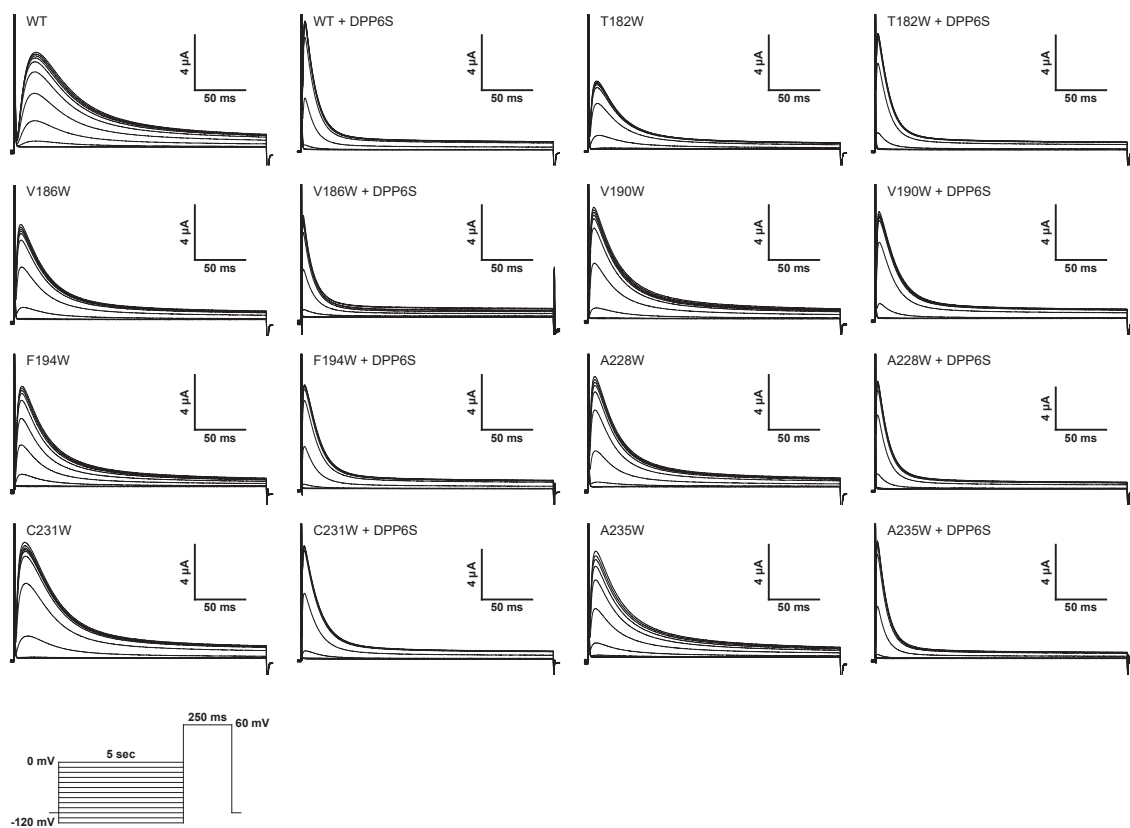 WT
4 µA
50 ms
WT + DPP6S
4 µA
50 ms
T182W
4 µA
50 ms
T182W + DPP6S
4 µA
50 ms
V186W
4 µA
50 ms
V186W + DPP6S
4 µA
50 ms
V190W
4 µA
50 ms
V190W + DPP6S
4 µA
50 ms
F194W
4 µA
50 ms
F194W + DPP6S
4 µA
50 ms
A228W
4 µA
50 ms
A228W + DPP6S
4 µA
50 ms
C231W
4 µA
50 ms
C231W + DPP6S
4 µA
50 ms
A235W
4 µA
50 ms
A235W + DPP6S
4 µA
50 ms
250 ms
60 mV
5 sec
0 mV
-120 mV